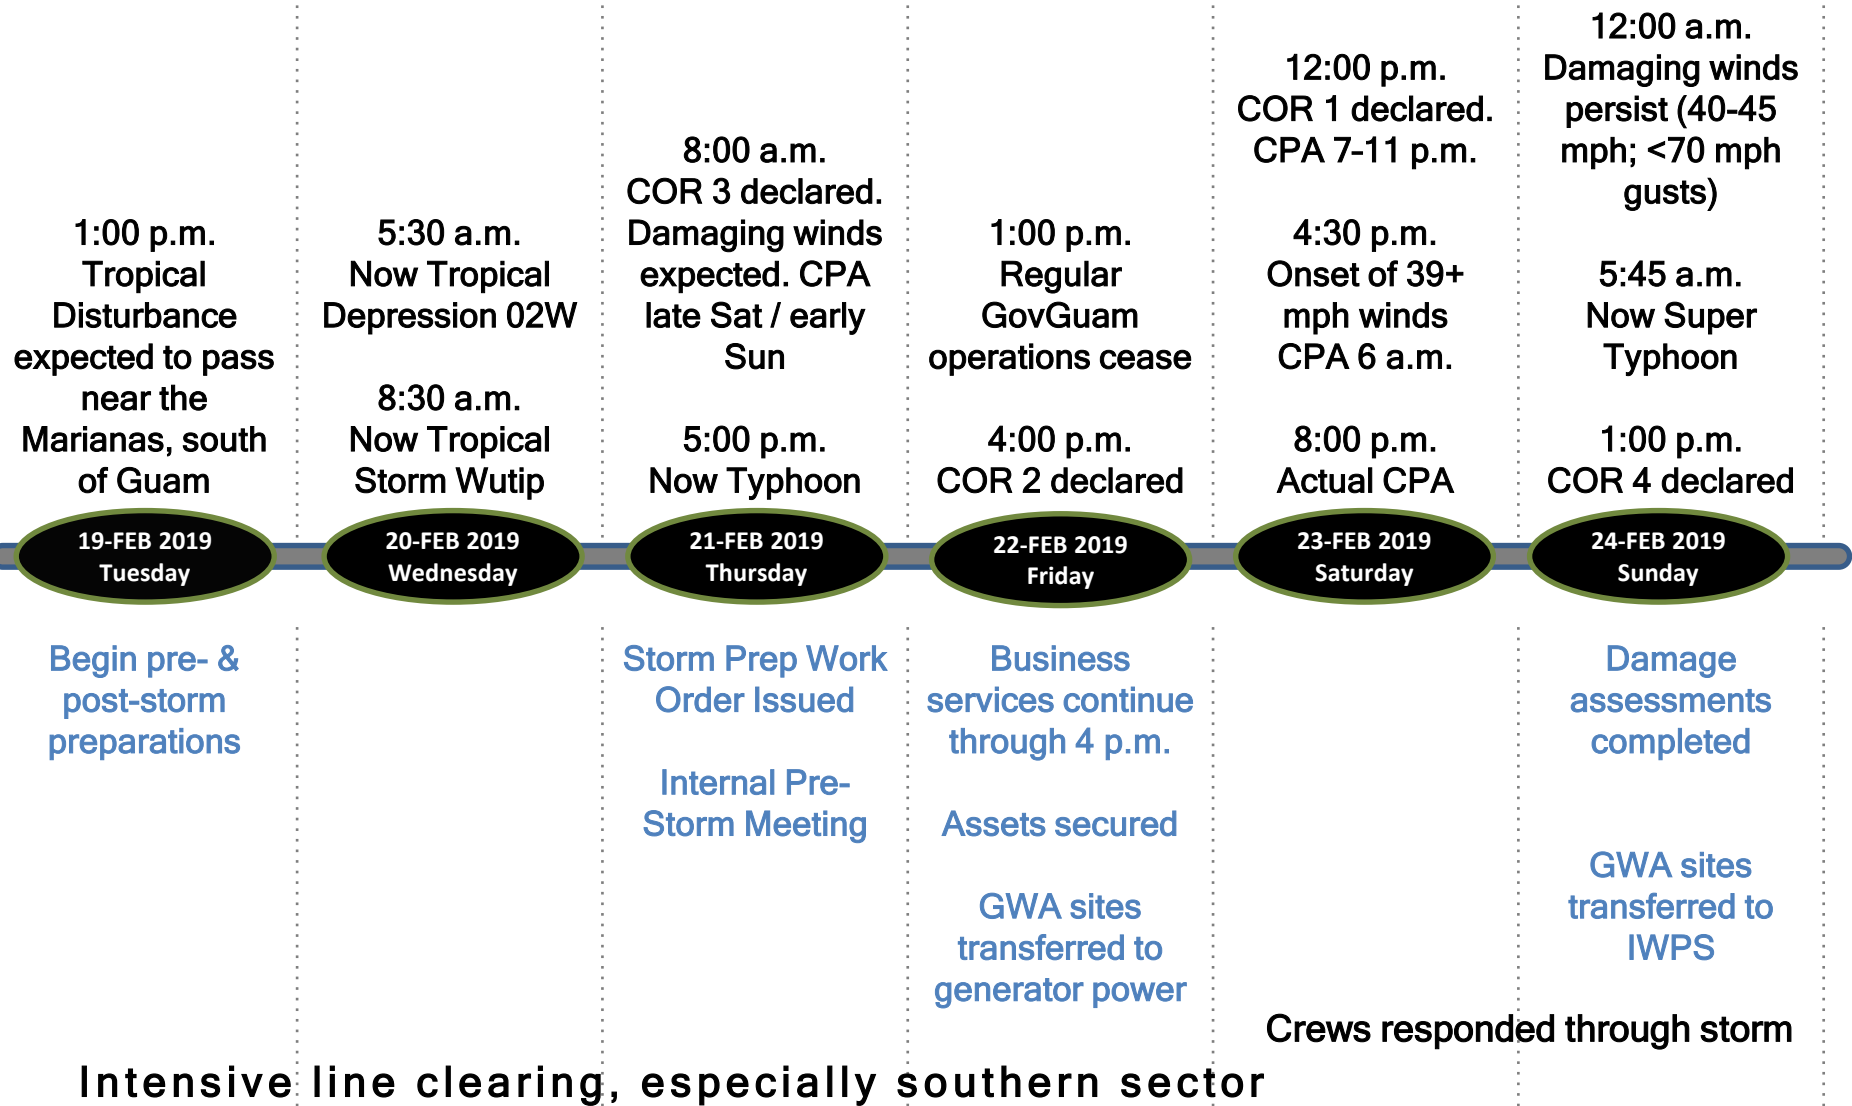 1:00 p.m.
Tropical
Disturbance
expected to pass
near the
Marianas, south
of Guam
5:30 a.m.
Now Tropical
Depression 02W
8:30 a.m.
Now Tropical
Storm Wutip
8:00 a.m.
COR 3 declared.
Damaging winds
expected. CPA
late Sat / early
Sun
5:00 p.m.
Now Typhoon
1:00 p.m.
Regular
GovGuam
operations cease
4:00 p.m.
COR 2 declared
12:00 p.m.
COR 1 declared.
CPA 7-11 p.m.
4:30 p.m.
Onset of 39+
mph winds
CPA 6 a.m.
8:00 p.m.
Actual CPA
12:00 a.m.
Damaging winds
persist (40-45
mph; <70 mph
gusts)
5:45 a.m.
Now Super
Typhoon
1:00 p.m.
COR 4 declared
19-FEB 2019
Tuesday
20-FEB 2019
Wednesday
21-FEB 2019
Thursday
22-FEB 2019
Friday
23-FEB 2019
Saturday
24-FEB 2019
Sunday
Begin pre- &
post-storm
preparations
Storm Prep Work
Order Issued
Internal Pre-
Storm Meeting
Business
services continue
through 4 p.m.
Assets secured
GWA sites
transferred to
generator power
Damage
assessments
completed
GWA sites
transferred to
IWPS
Crews responded through storm
Intensive line clearing, especially southern sector